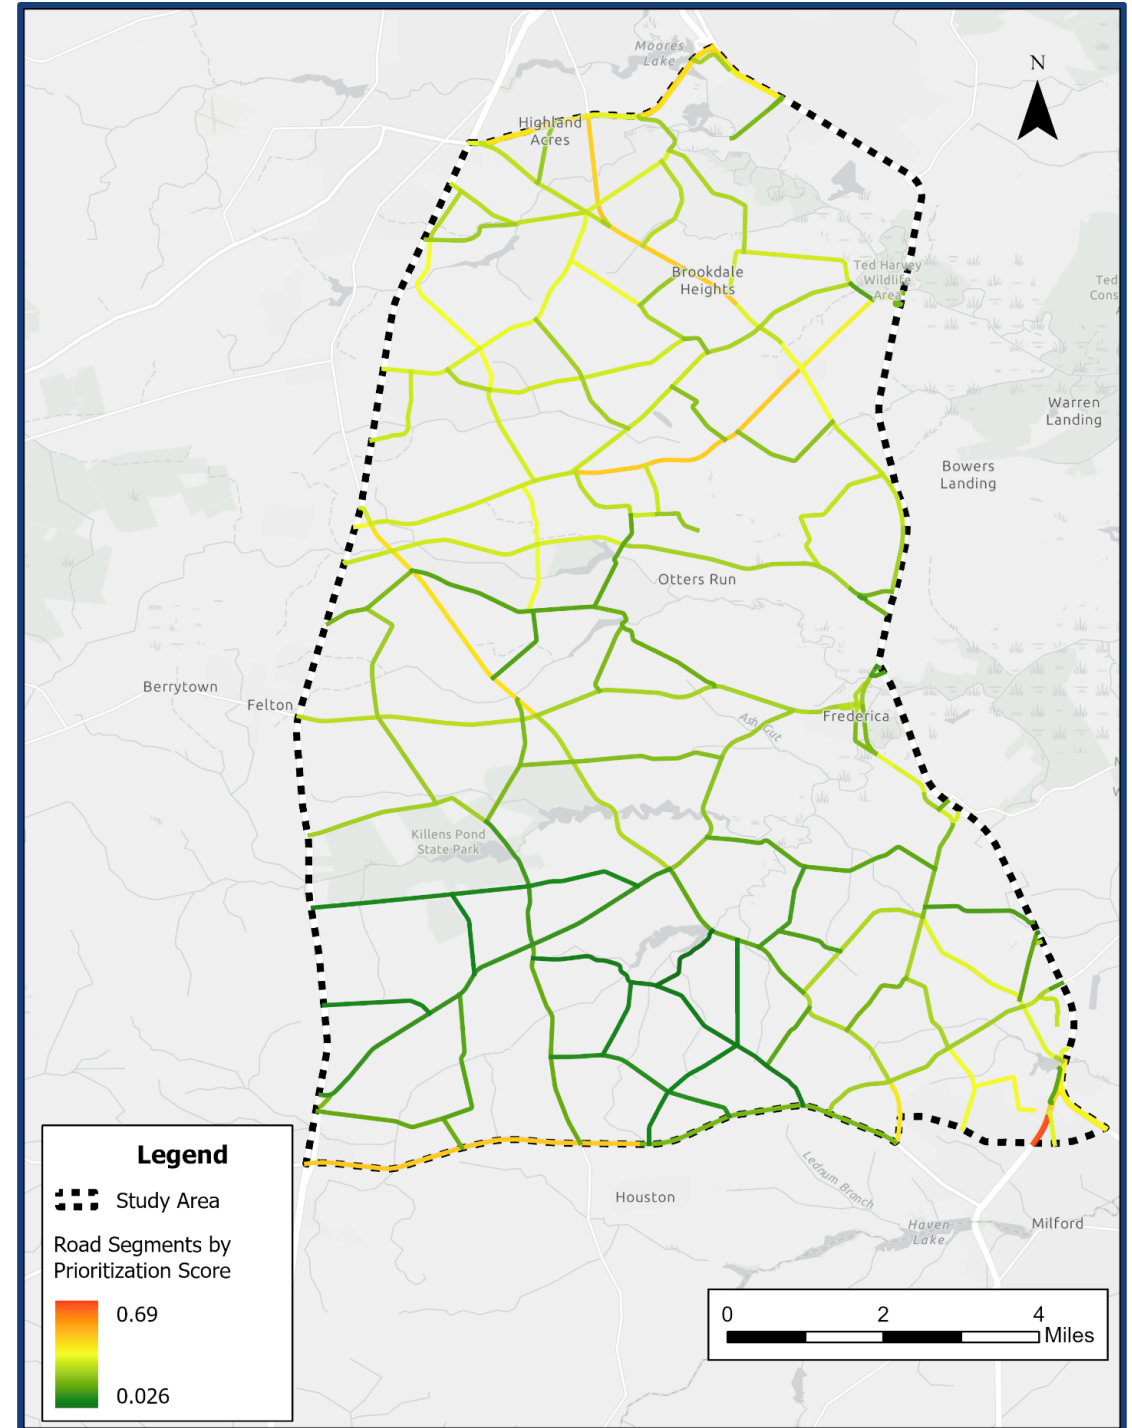 Moores
Lake
N
Highland
Acres
Brookdale
Heights
Ted Harvey
Wildlife
Area
Ted
Cons
Warren
Landing
Bowers
Landing
Otters Run
Berrytown
Felton
Ash Gut
Frederica
Killens Pond
State Park
Legend
Study Area
Road Segments by
Prioritization Score
0.69
0.026
Houston
Lednum Branch
Haven
Lake
Milford
0 2 4
Miles